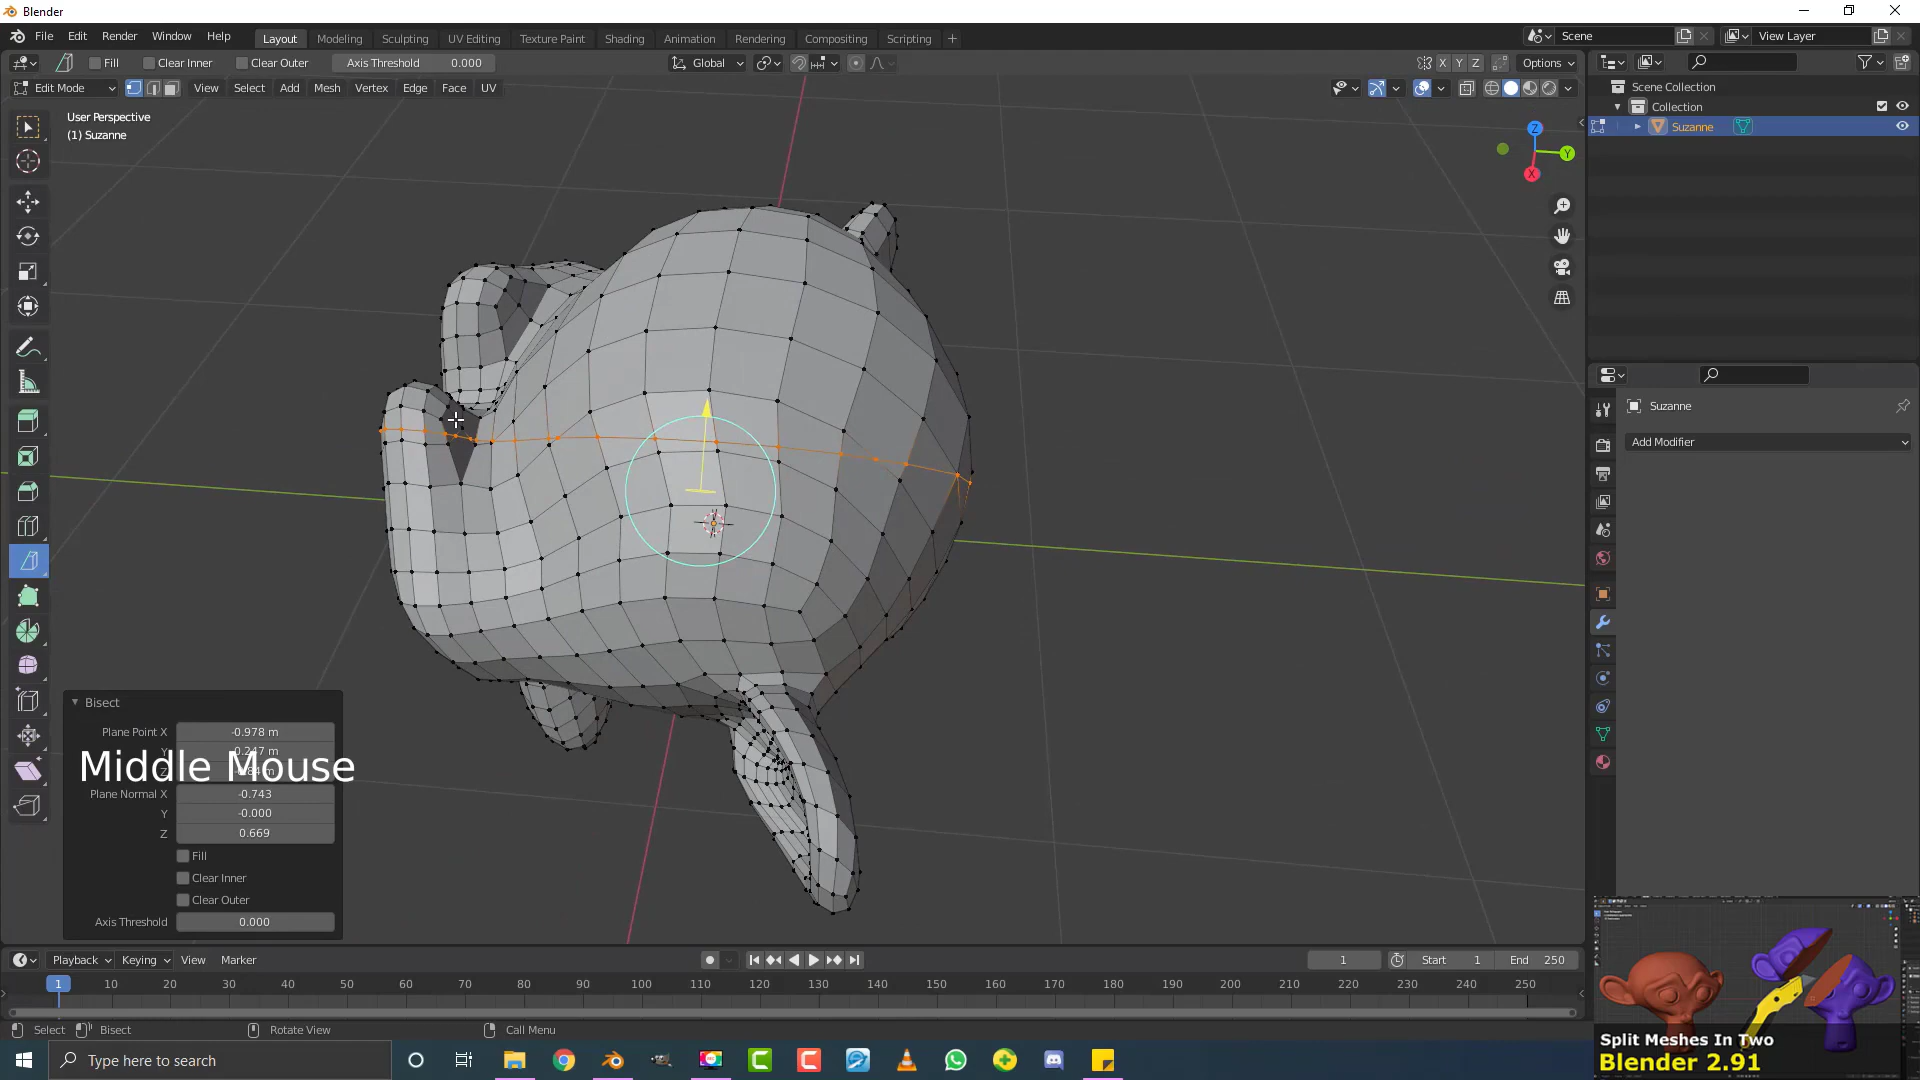 Blender
File Edit Render Window Help
Layout Modeling Sculpting UV Editing Texture Paint Shading Animation Rendering Compositing Scripting +
Scene
View Layer
Fill Clear Inner Clear Outer Axis Threshold 0.000
Global
X Y Z Options
Edit Mode View Select Add Mesh Vertex Edge Face UV
User Perspective
(1) Suzanne
Z
Y
X
Scene Collection
Collection
Suzanne
Suzanne
Add Modifier
Bisect
Plane Point X -0.978 m
Y 0.247 m
Z
Middle Mouse
Plane Normal X -0.743
Y -0.000
Z 0.669
Fill
Clear Inner
Clear Outer
Axis Threshold 0.000
Playback Keying View Marker
1 Start 1 End 250
1 10 20 30 40 50 60 70 80 90 100 110 120 130 140 150 160 170 180 190 200 210 220 230 240 250
Select Bisect Rotate View Call Menu
Type here to search
Split Meshes In Two
Blender 2.91